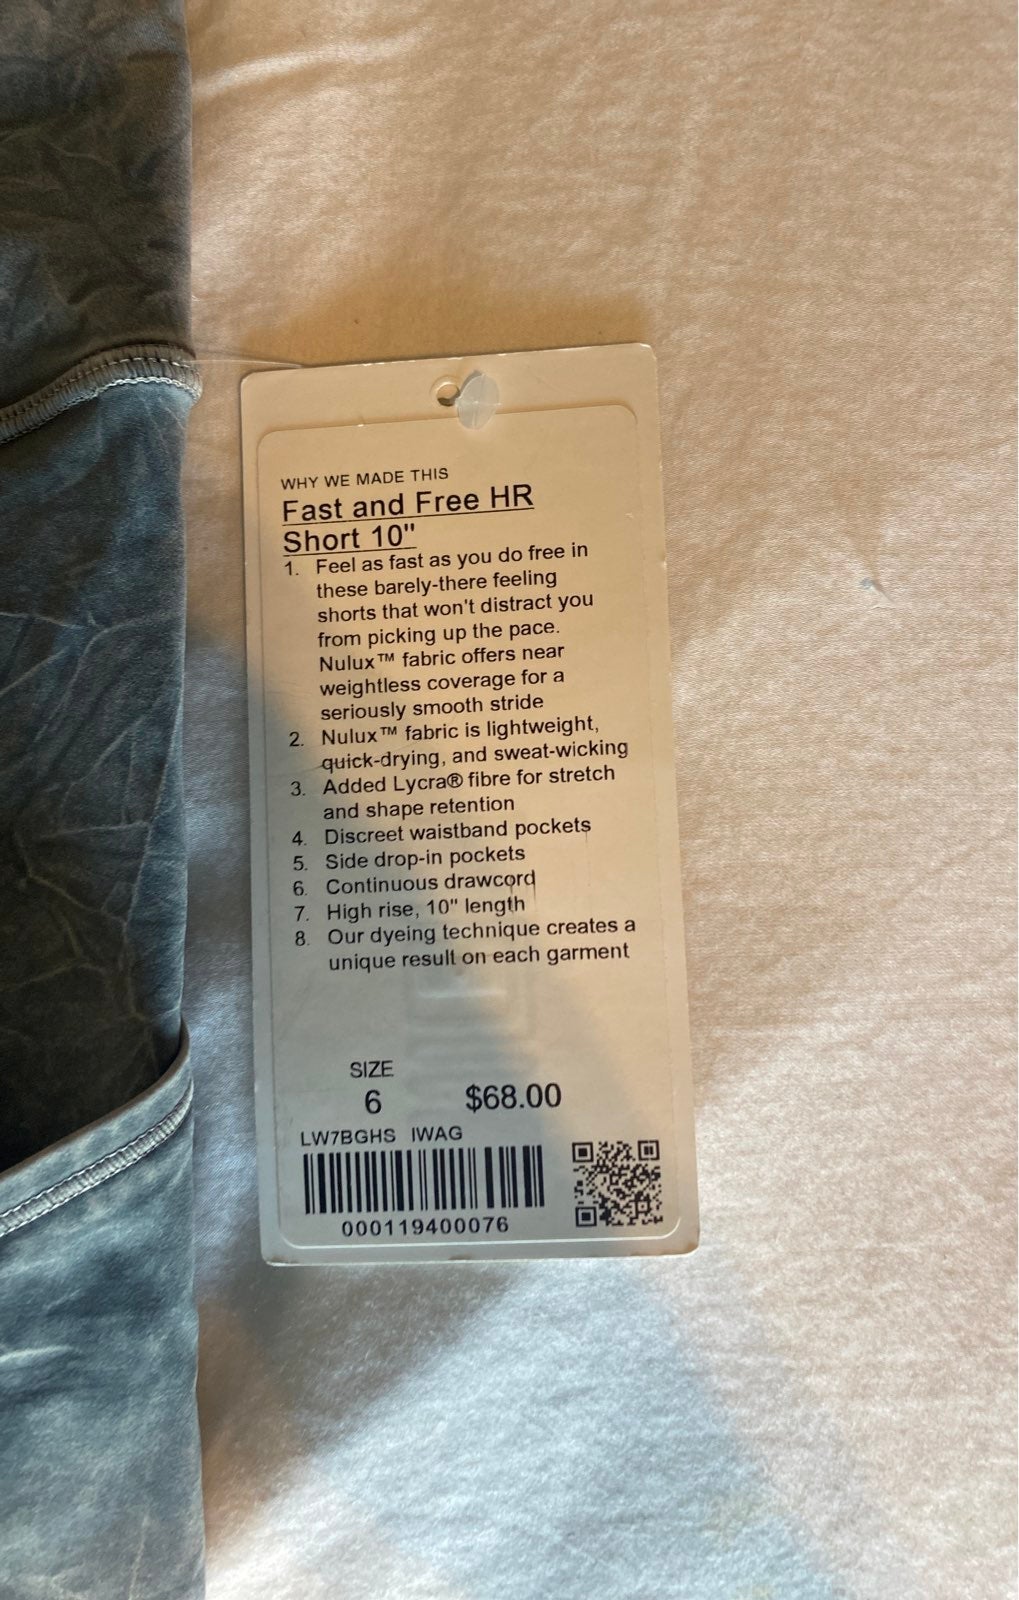 WHY WE MADE THIS
Fast and Free HR
Short 10"
1. Feel as fast as you do free in
these barely-there feeling
shorts that won't distract you
from picking up the pace.
Nulux™ fabric offers near
weightless coverage for a
seriously smooth stride
2. Nulux™ fabric is lightweight,
quick-drying, and sweat-wicking
3. Added Lycra® fibre for stretch
and shape retention
4. Discreet waistband pockets
5. Side drop-in pockets
6. Continuous drawcord
7. High rise, 10" length
8. Our dyeing technique creates a
unique result on each garment
SIZE
6 $68.00
LW7BGHS IWAG
000119400076